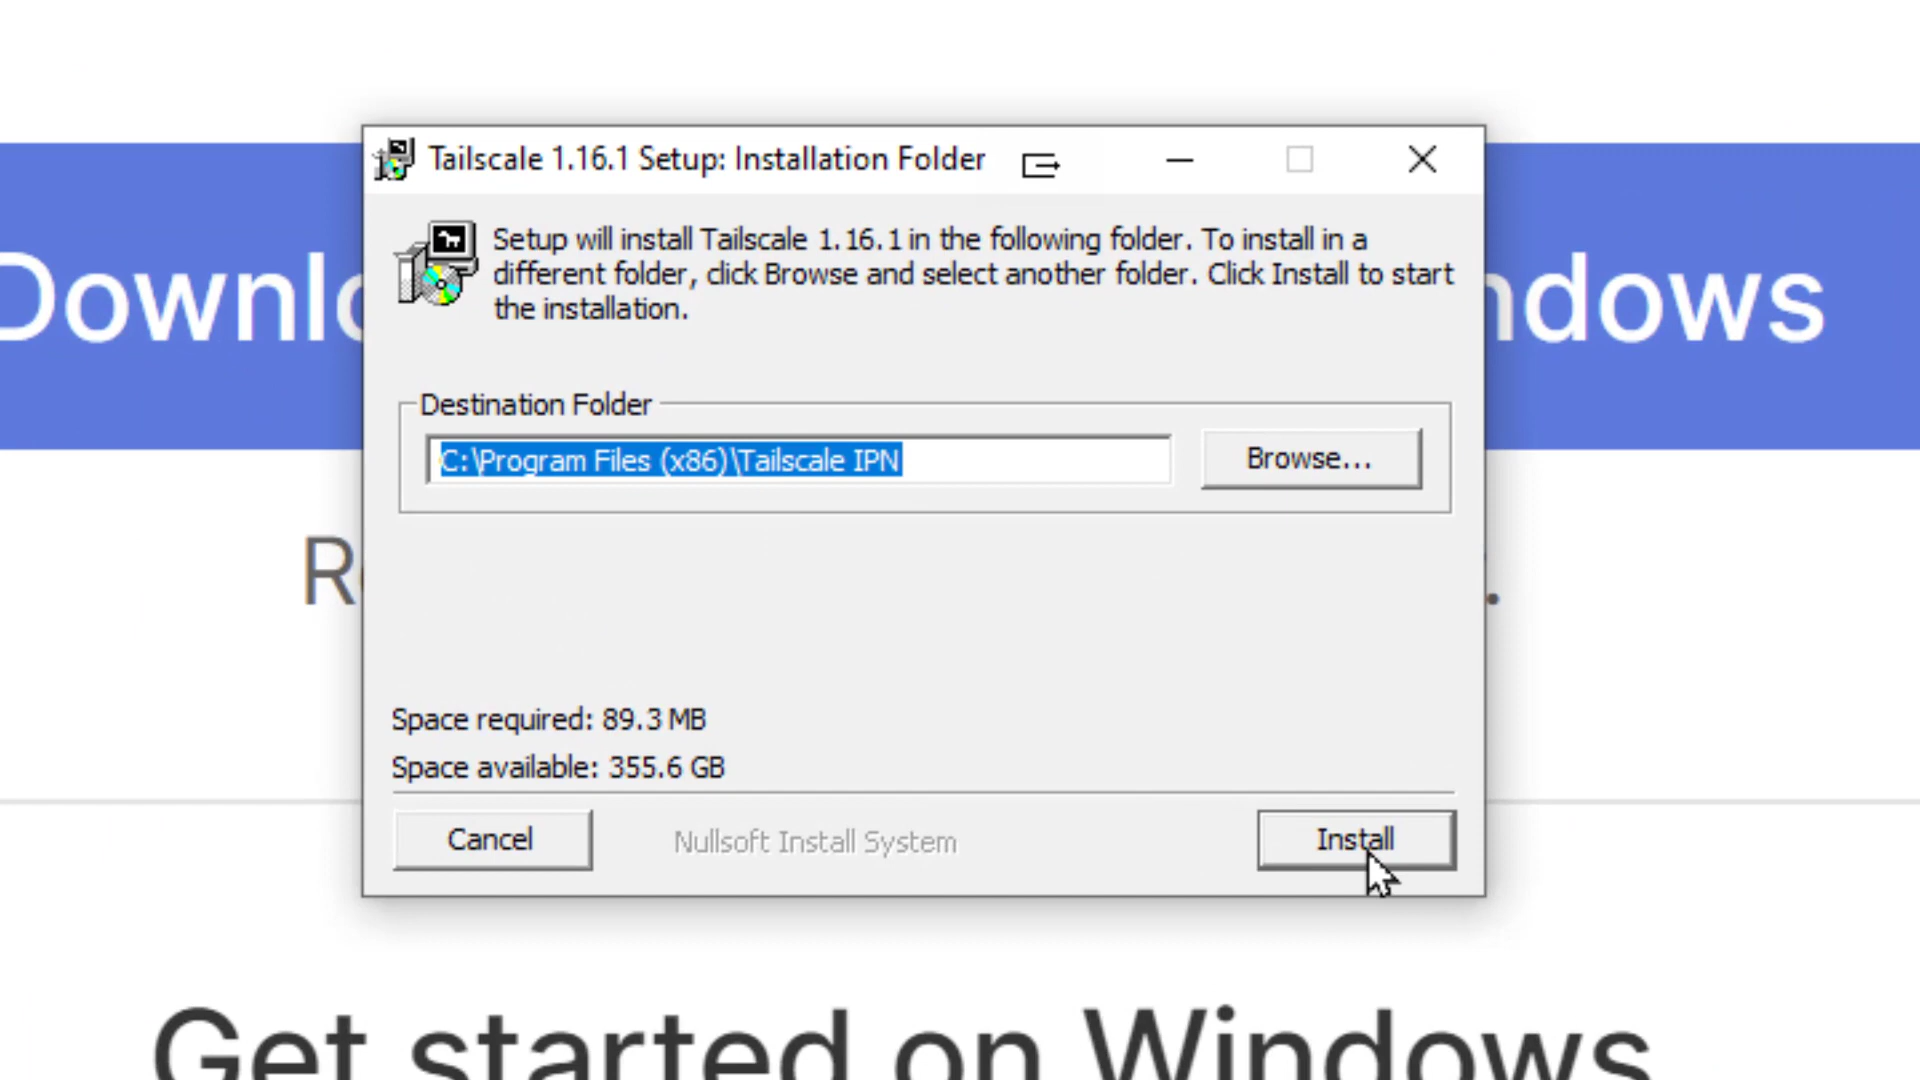 Tailscale 1.16.1 Setup: Installation Folder
Setup will install Tailscale 1.16.1 in the following folder. To install in a
different folder, click Browse and select another folder. Click Install to start
the installation.
Downlo
ndows
Destination Folder
C:\Program Files (x86)\Tailscale IPN
Browse...
Space required: 89.3 MB
Space available: 355.6 GB
Cancel
Nullsoft Install System
Install
Get started on Windows